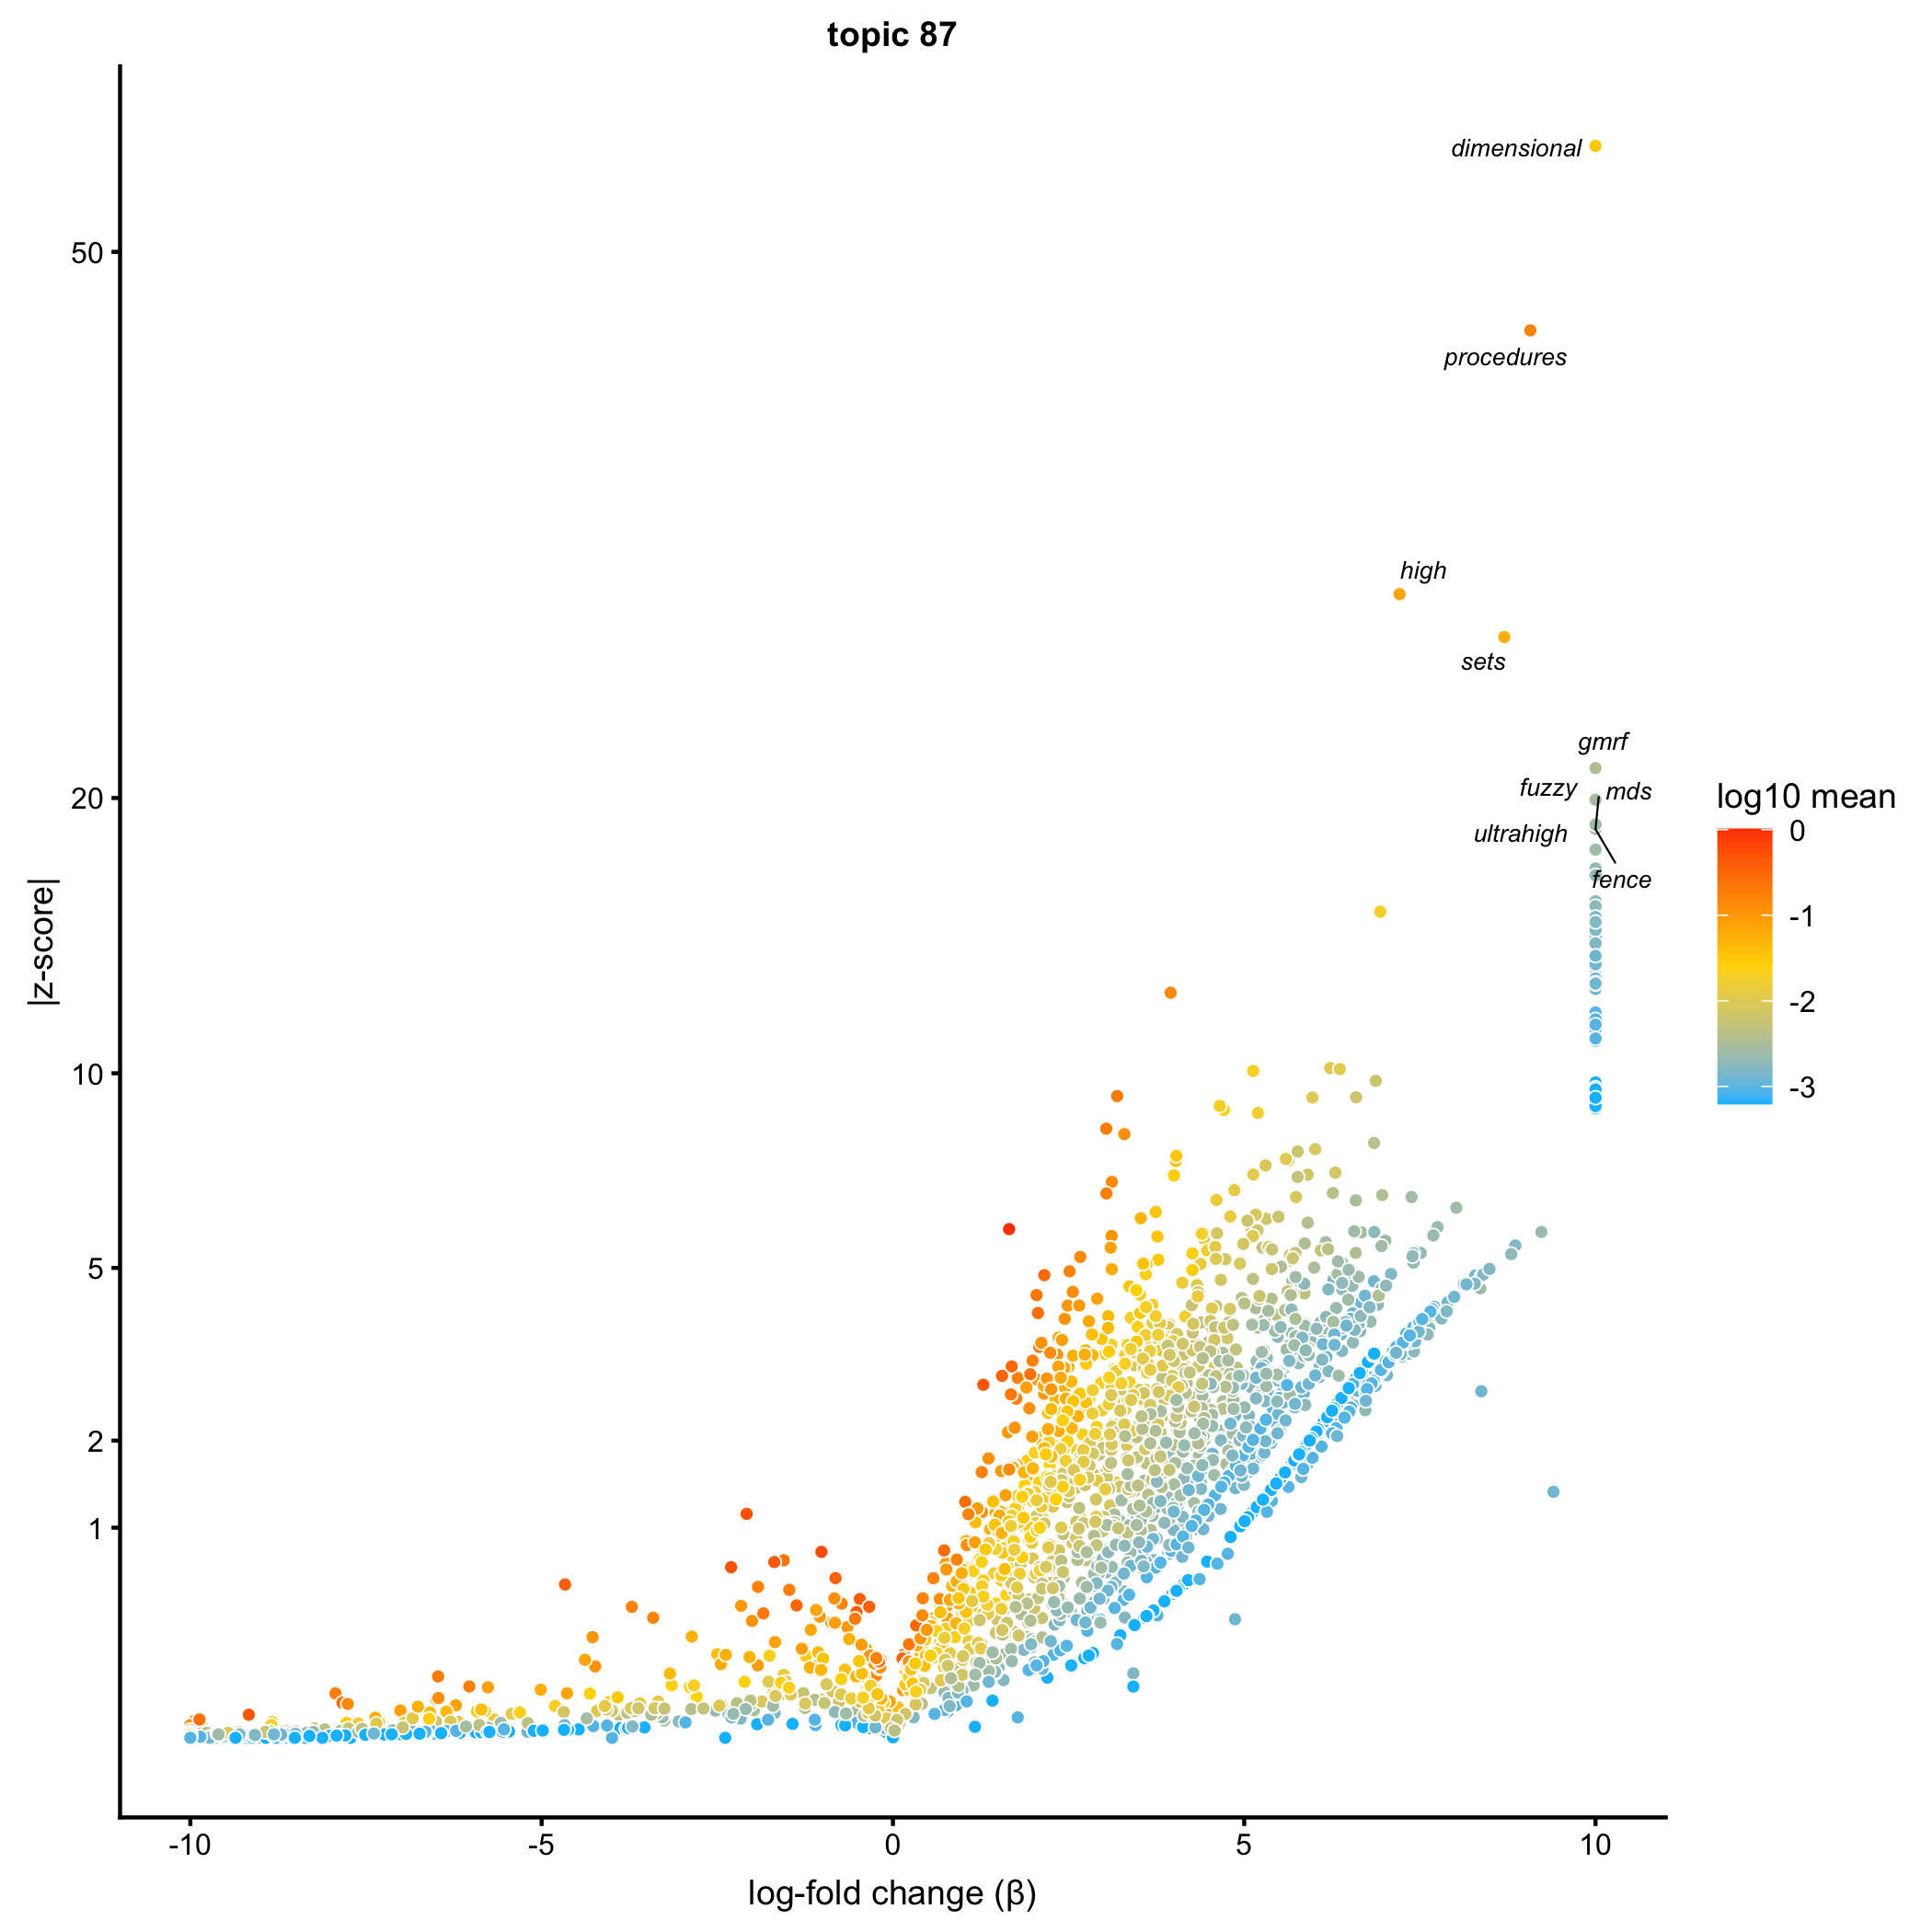 topic 87
dimensional
50
procedures
high
sets
gmrf
fuzzy
mds
20
ultrahigh
fence
log10 mean
0
-1
-2
-3
|z-score|
10
5
2
1
-10
-5
0
5
10
log-fold change (β)